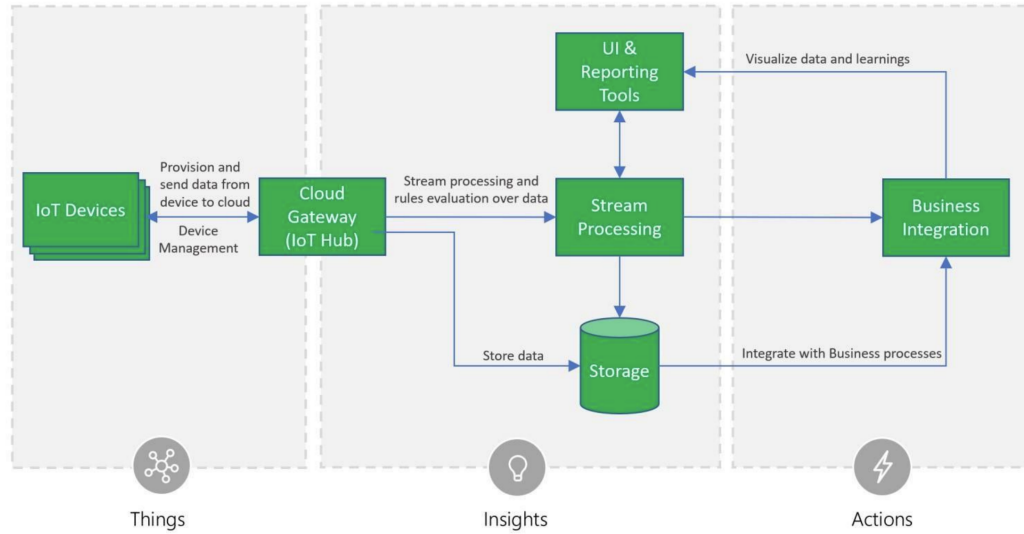 UI &
Reporting
Tools
Visualize data and learnings
Provision and
send data from
device to cloud
IoT Devices
Device
Management
Cloud
Gateway
(IoT Hub)
Stream processing and
rules evaluation over data
Stream
Processing
Business
Integration
Store data
Storage
Integrate with Business processes
Things
Insights
Actions